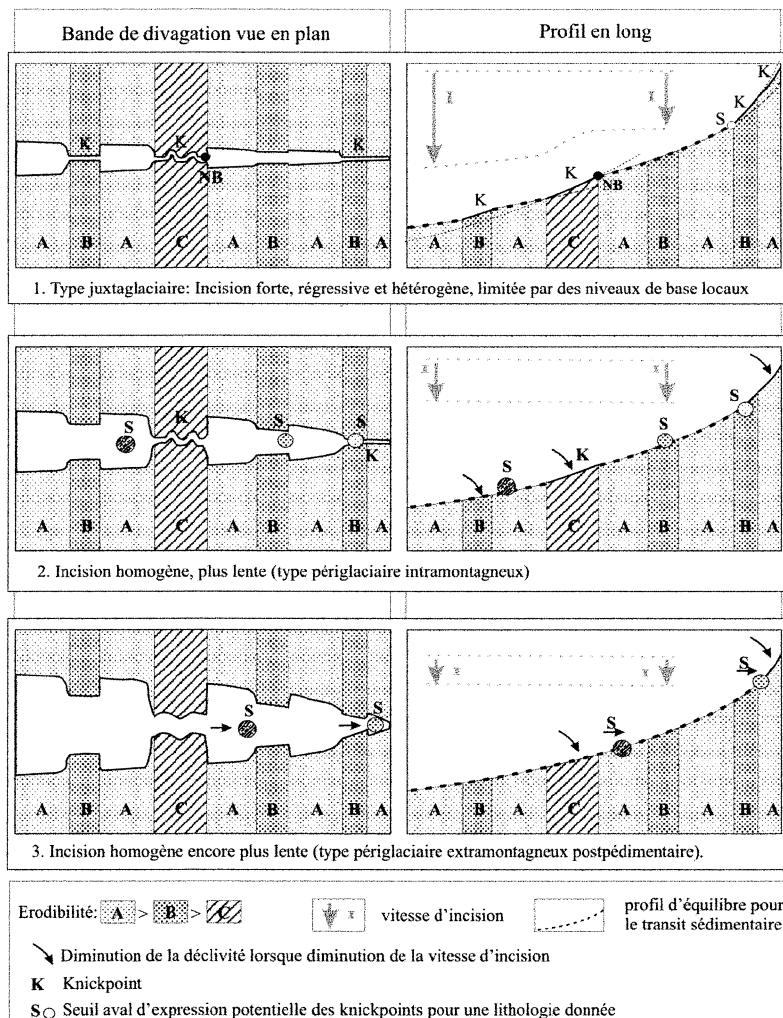 Bande de divagation vue en plan
Profil en long
K
K
K
NB
A B A C A B A B A
I
I
K
K
S
K
NB
K
A B A C A B A B A
1. Type juxtaglaciaire: Incision forte, régressive et hétérogène, limitée par des niveaux de base locaux
S
K
S
S
K
A B A C A B A B A
I
I
S
S
K
S
A B A C A B A B A
2. Incision homogène, plus lente (type périglaciaire intramontagneux)
S
S
A B A C A B A B A
I
I
S
S
A B A C A B A B A
3. Incision homogène encore plus lente (type périglaciaire extramontagneux postpédimentaire).
Erodibilité: A > B > C
I vitesse d'incision
profil d'équilibre pour
le transit sédimentaire
Diminution de la déclivité lorsque diminution de la vitesse d'incision
K Knickpoint
S Seuil aval d'expression potentielle des knickpoints pour une lithologie donnée